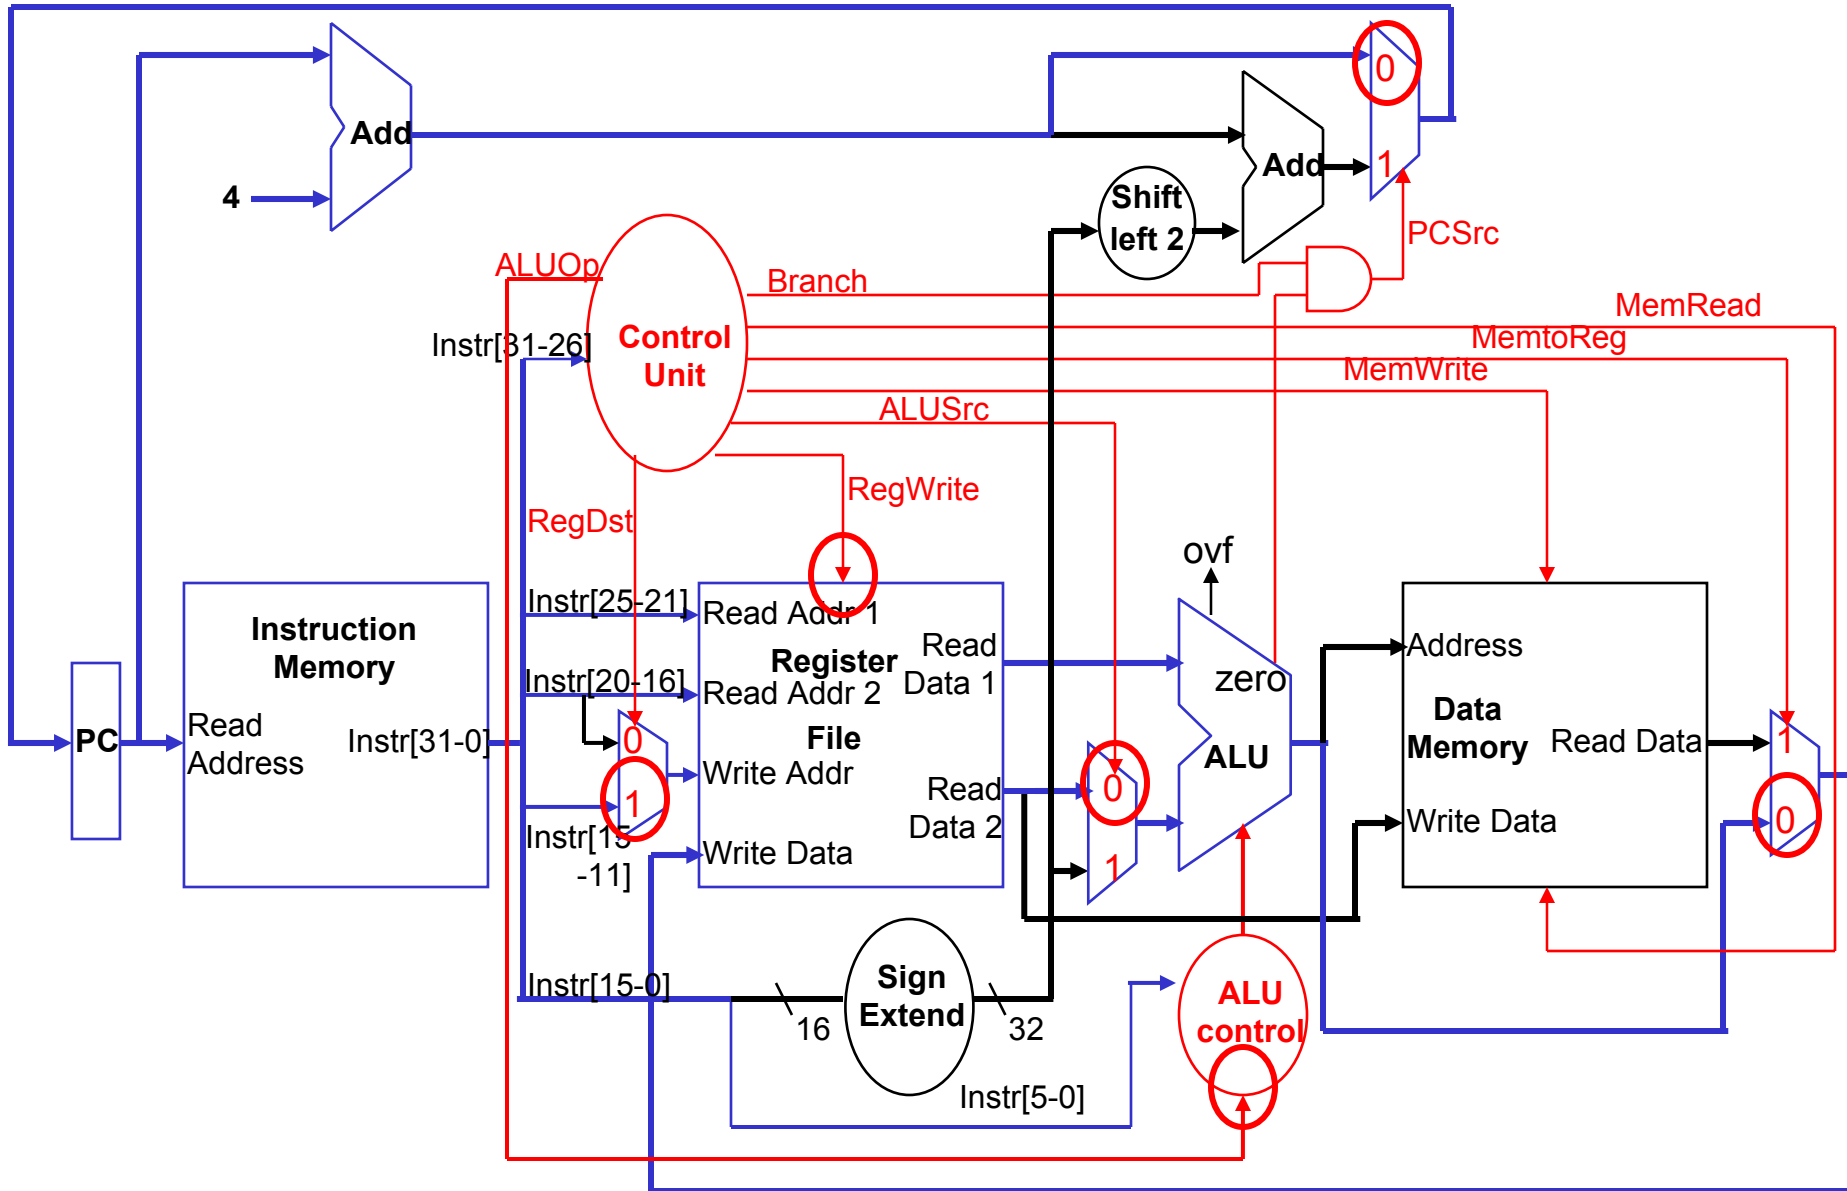 0
Add
Add
1
4
Shift
left 2
PCSrc
ALUOp
Branch
MemRead
Instr[31-26]
Control
Unit
MemtoReg
MemWrite
ALUSrc
RegWrite
RegDst
ovf
Instr[25-21]
Read Addr 1
Instruction
Memory
Register
Read
Data 1
Address
Instr[20-16]
Read Addr 2
zero
Data
Memory
PC
Read
Address
Instr[31-0]
0
File
Read Data
1
Write Addr
ALU
1
Read
Data 2
0
Write Data
0
Instr[15
-11]
Write Data
1
Instr[15-0]
Sign
Extend
16
32
ALU
control
Instr[5-0]